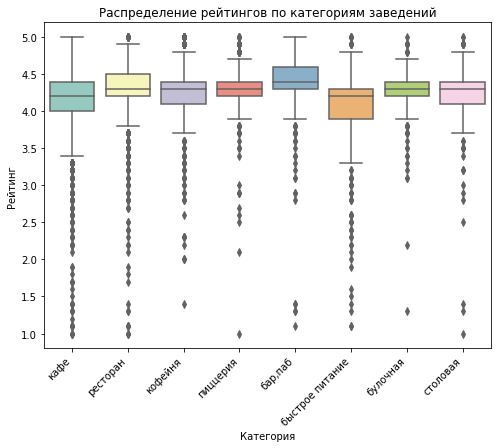 Распределение рейтингов по категориям заведений
Рейтинг
5.0
4.5
4.0
3.5
3.0
2.5
2.0
1.5
1.0
кафе
ресторан
кофейня
пиццерия
бар,паб
быстрое питание
булочная
столовая
Категория